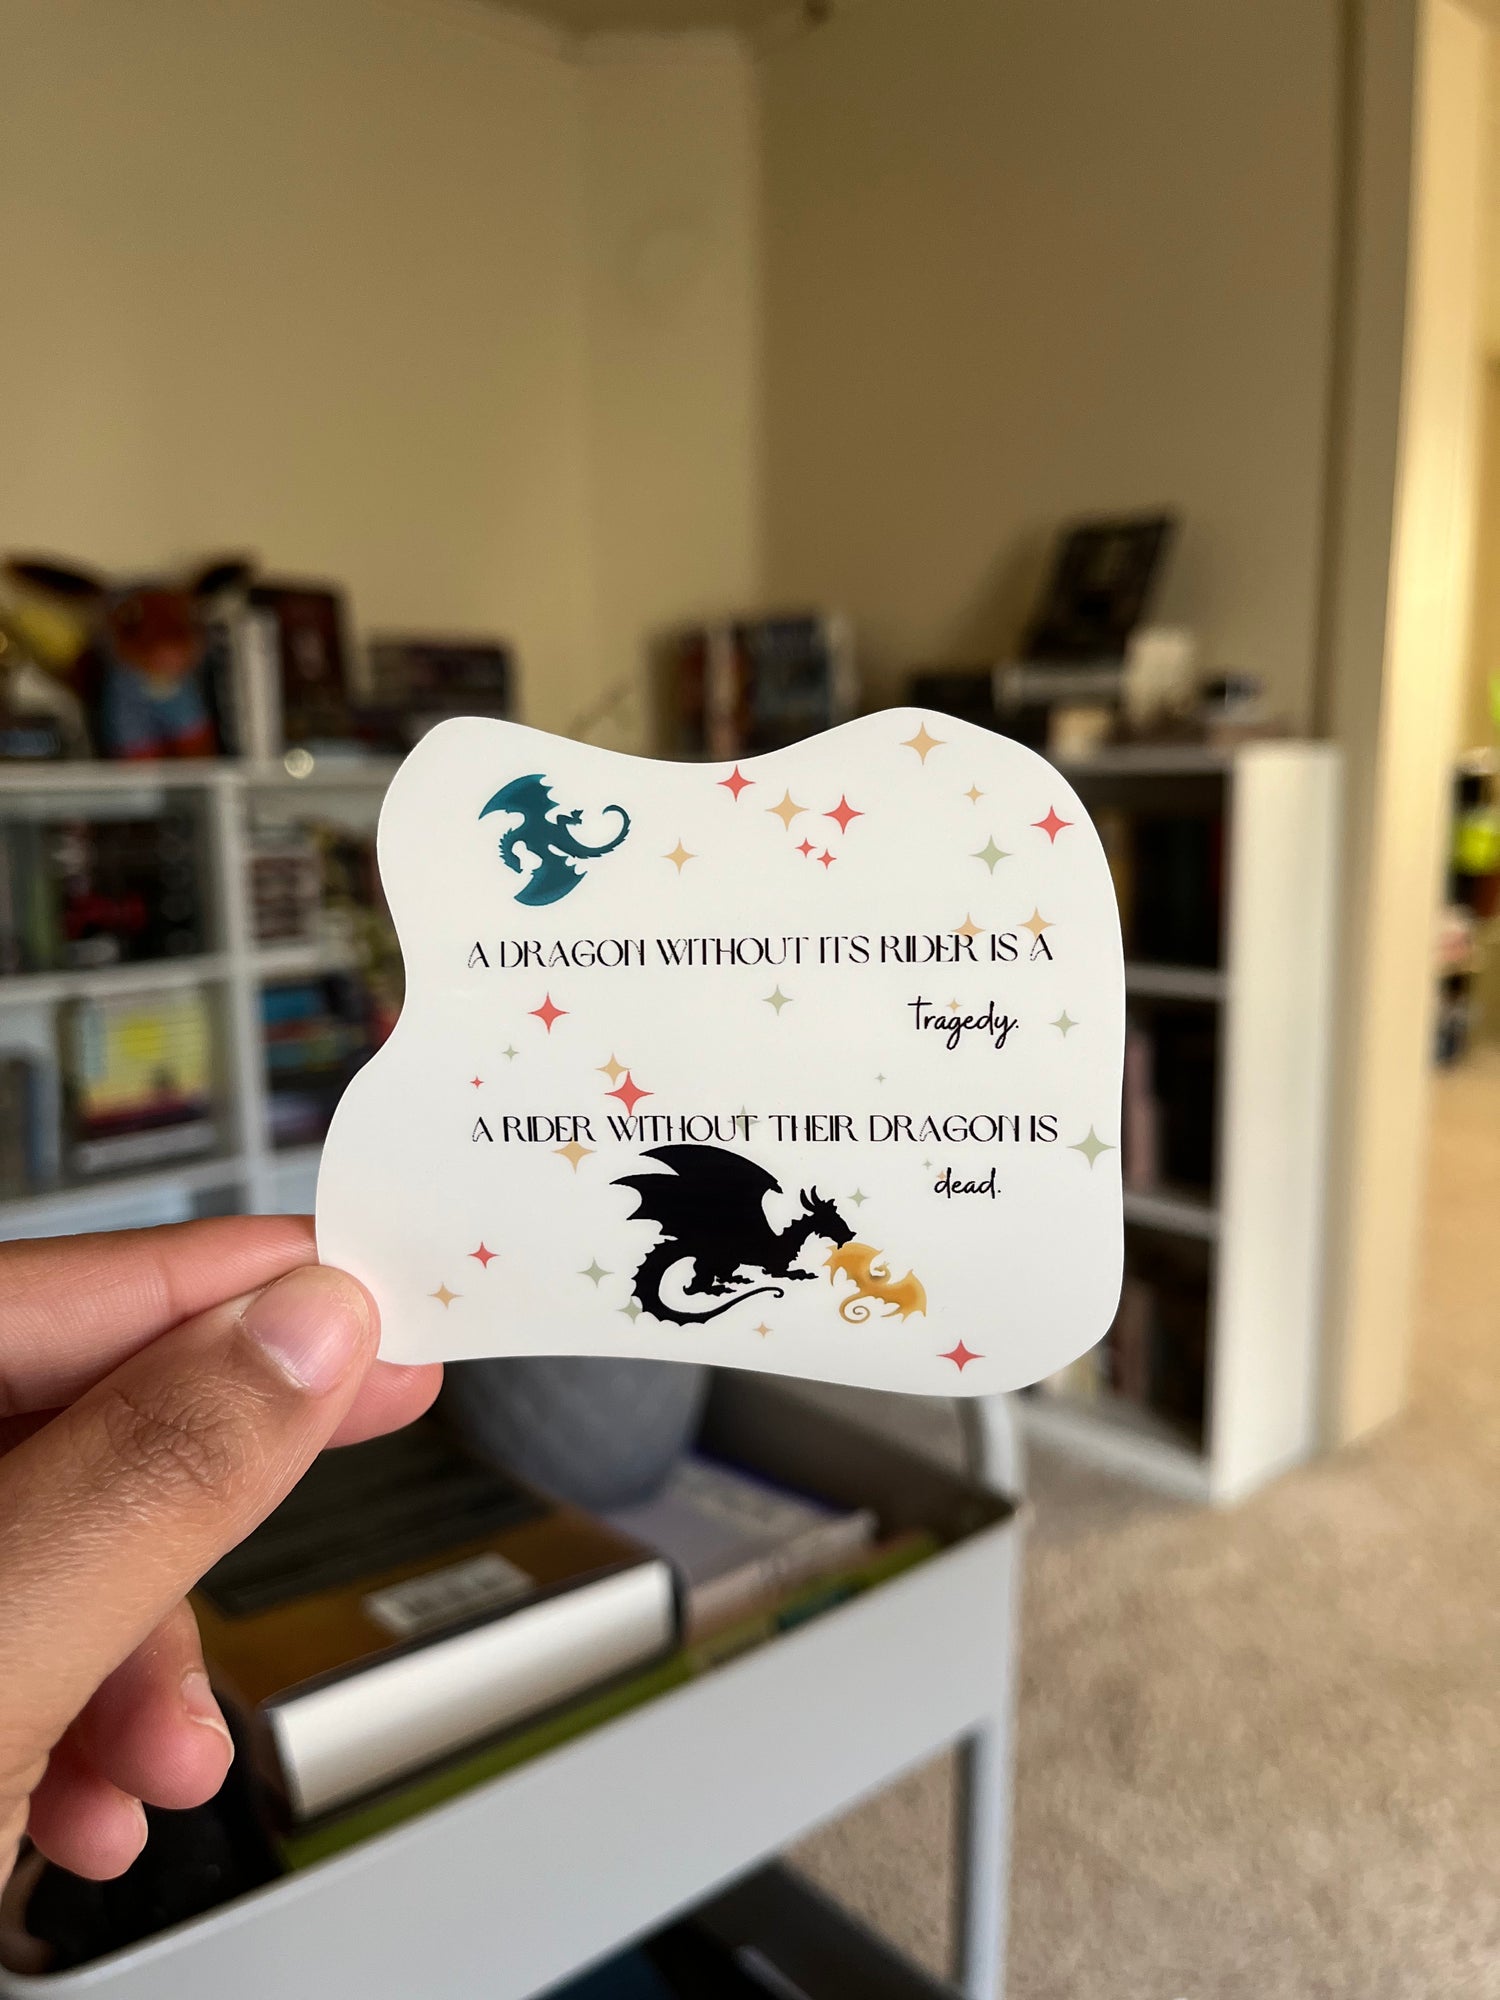 A DRAGON WITHOUT ITS RIDER IS A
Tragedy.
A RIDER WITHOUT THEIR DRAGON IS
dead.